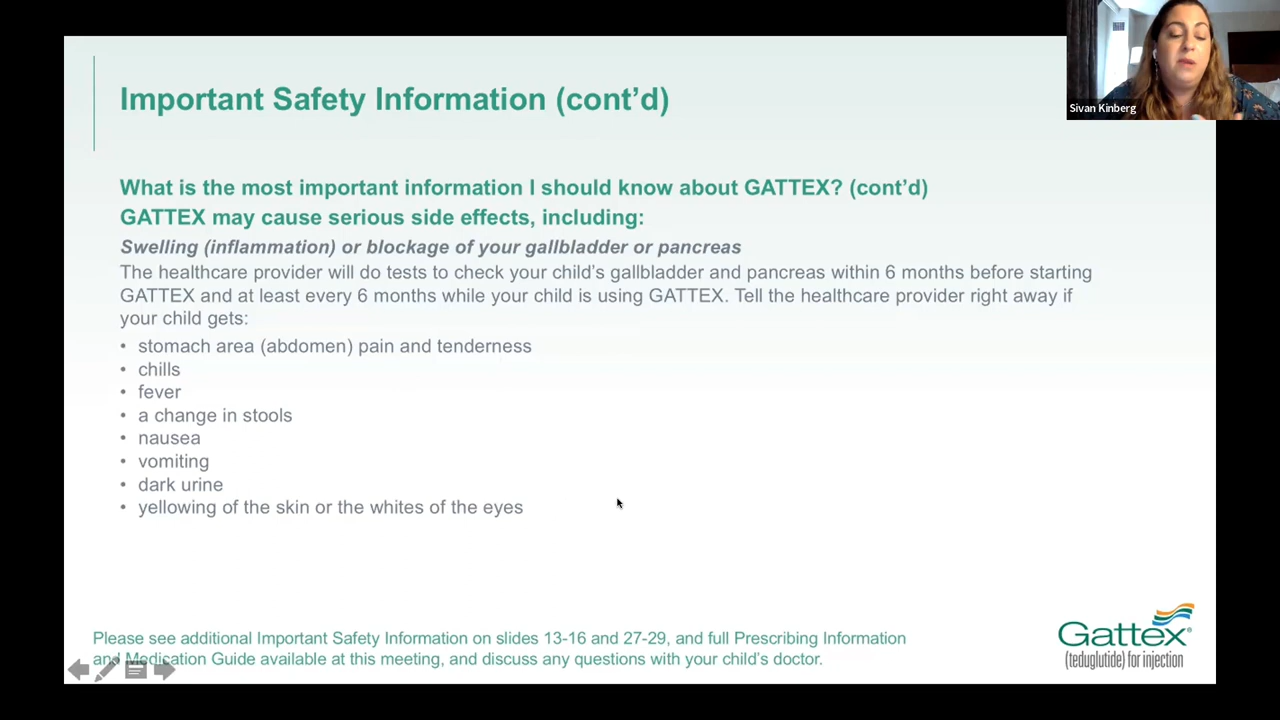 Sivan Kinberg
Important Safety Information (cont’d)
What is the most important information I should know about GATTEX? (cont’d)
GATTEX may cause serious side effects, including:
Swelling (inflammation) or blockage of your gallbladder or pancreas
The healthcare provider will do tests to check your child’s gallbladder and pancreas within 6 months before starting
GATTEX and at least every 6 months while your child is using GATTEX. Tell the healthcare provider right away if
your child gets:
• stomach area (abdomen) pain and tenderness
• chills
• fever
• a change in stools
• nausea
• vomiting
• dark urine
• yellowing of the skin or the whites of the eyes
Please see additional Important Safety Information on slides 13-16 and 27-29, and full Prescribing Information
and Medication Guide available at this meeting, and discuss any questions with your child’s doctor.
Gattex®
(teduglutide) for injection